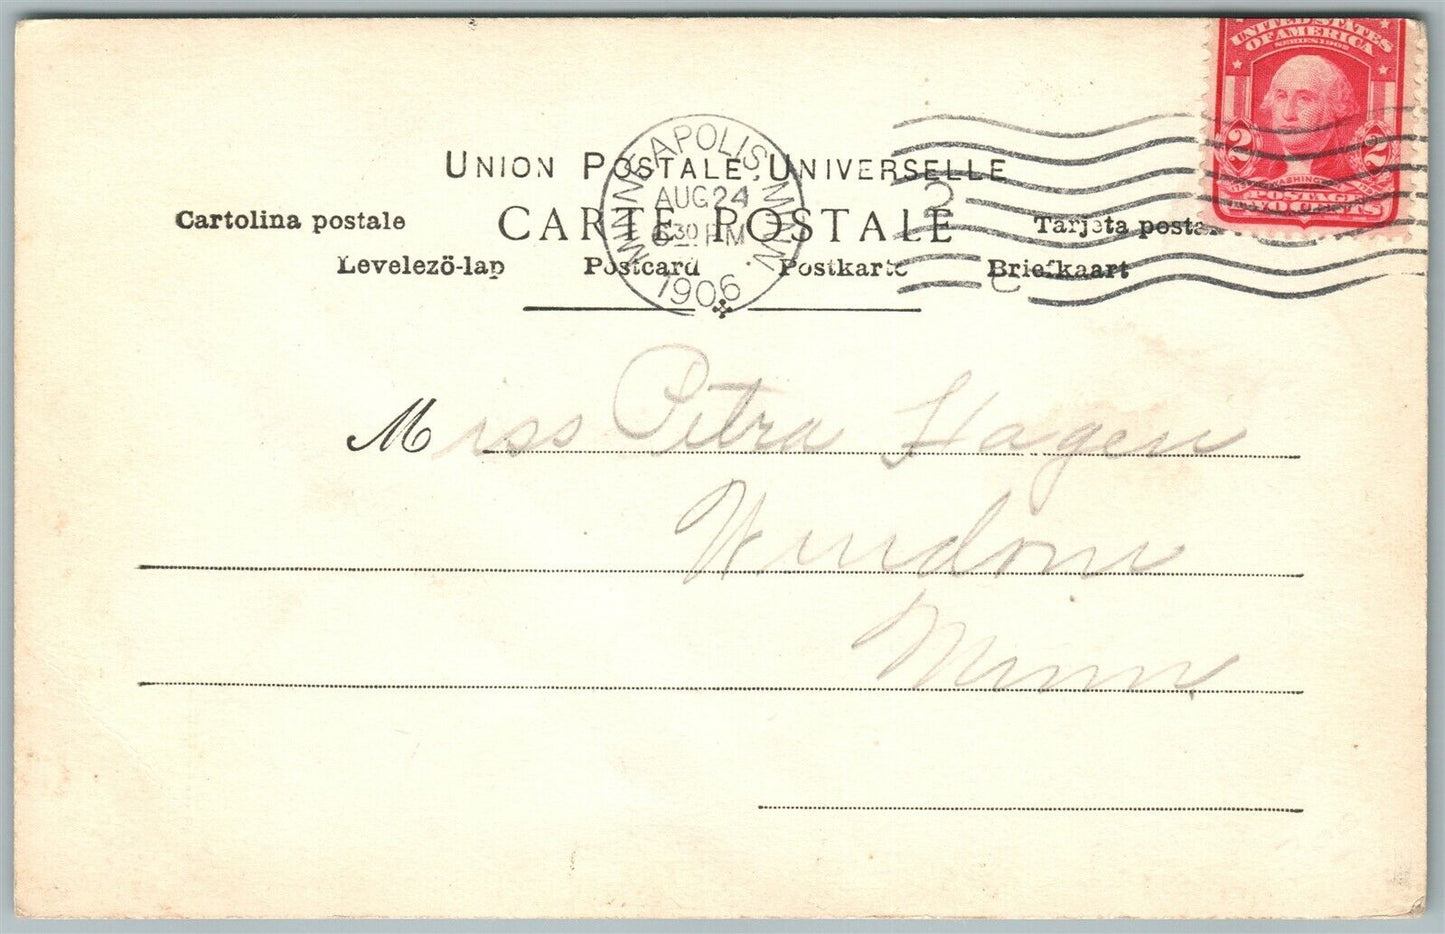 UNITED STATES
OF AMERICA
SERIES 1902
2 2
WASHINGTON
POSTAGE
TWO CENTS
MINNEAPOLIS. MINN.
AUG 24
30 PM
1906
2
UNION POSTALE UNIVERSELLE
Cartolina postale CARTE POSTALE Tarjeta postal
Levelező-lap Postcard Postkarte Briefkaart
Miss Petra Hagen
Windom
Minn